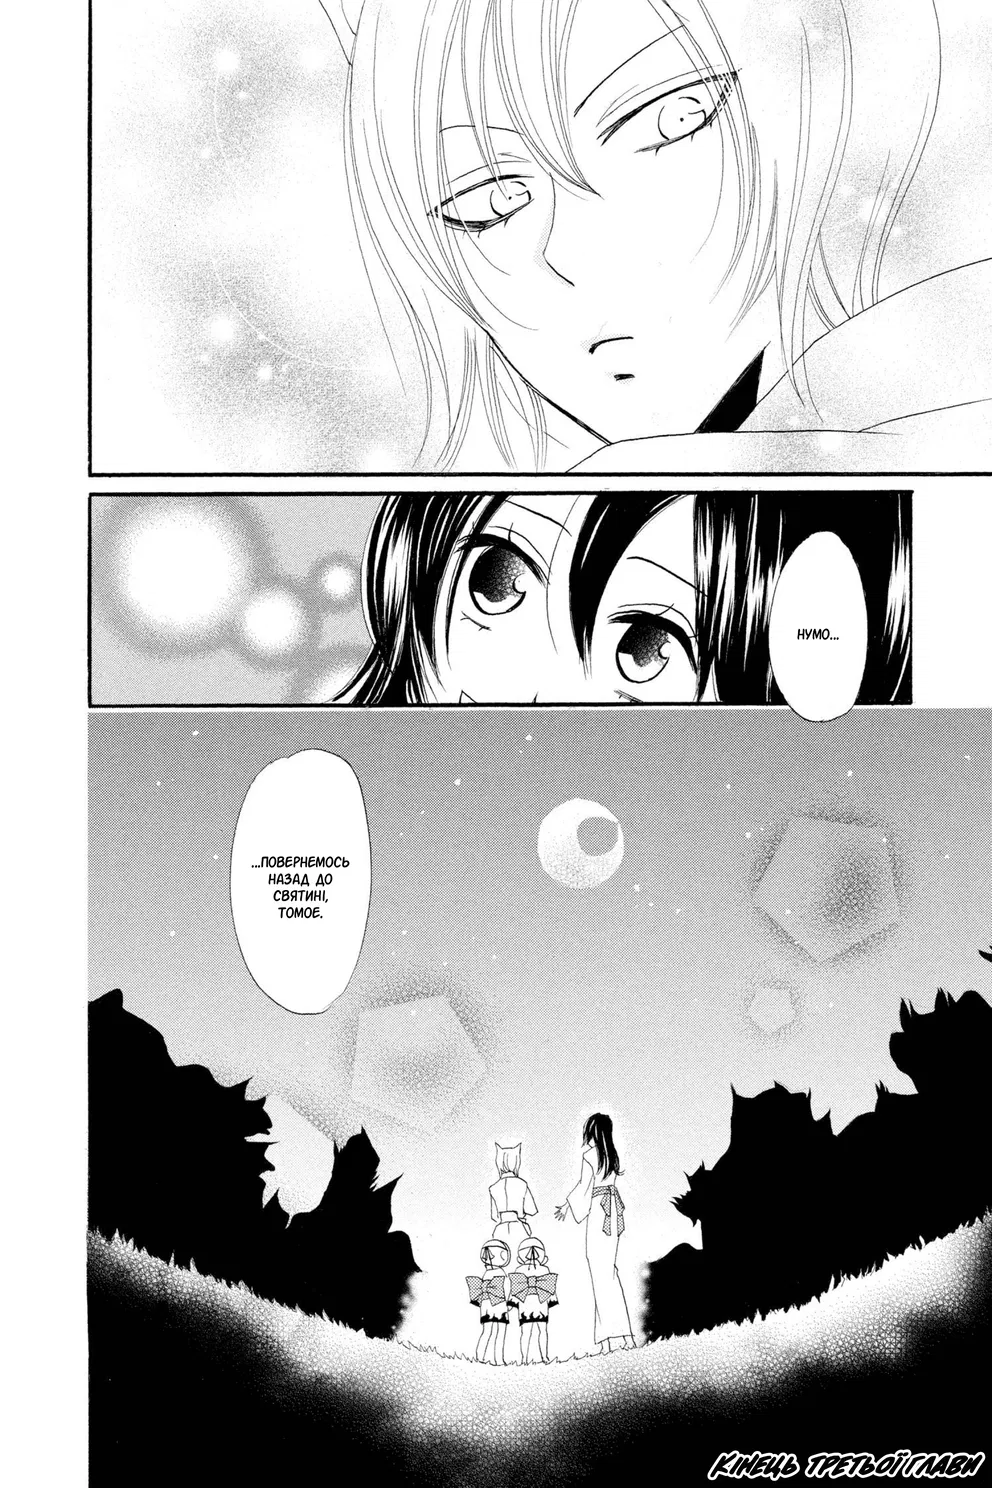 НУМО...
...ПОВЕРНЕМОСЬ
НАЗАД ДО
СВЯТИНІ,
ТОМОЕ.
КІНЕЦЬ ТРЕТЬОЇ ГЛАВИ